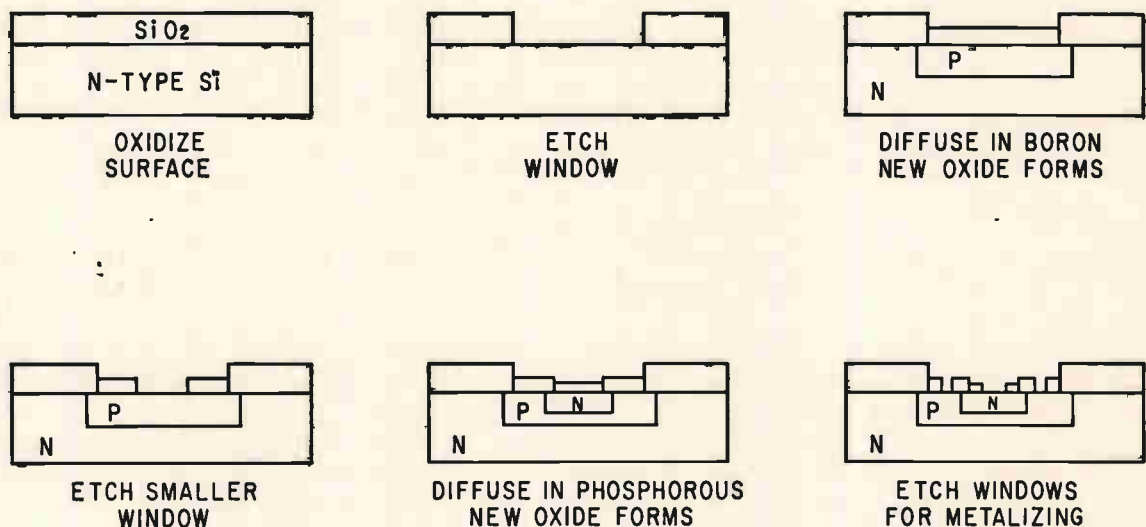 SiO2
N-TYPE Si
OXIDIZE
SURFACE
ETCH
WINDOW
P
N
DIFFUSE IN BORON
NEW OXIDE FORMS
P
N
ETCH SMALLER
WINDOW
P
N
N
DIFFUSE IN PHOSPHOROUS
NEW OXIDE FORMS
P
N
N
ETCH WINDOWS
FOR METALIZING